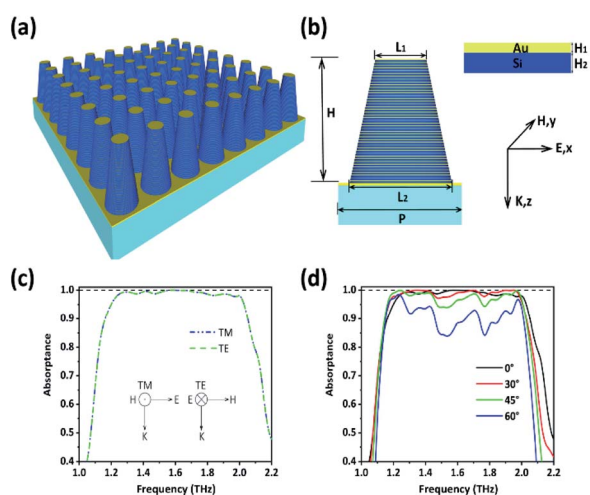 (a)
(b)
L1
Au
H1
Si
H2
H
H,y
E,x
K,z
L2
P
(c)
Absorptance
1.0
0.9
0.8
0.7
0.6
0.5
0.4
TM
TE
TM
TE
H
E
E
H
K
K
1.0 1.2 1.4 1.6 1.8 2.0 2.2
Frequency (THz)
(d)
Absorptance
1.0
0.9
0.8
0.7
0.6
0.5
0.4
0°
30°
45°
60°
1.0 1.2 1.4 1.6 1.8 2.0 2.2
Frequency (THz)